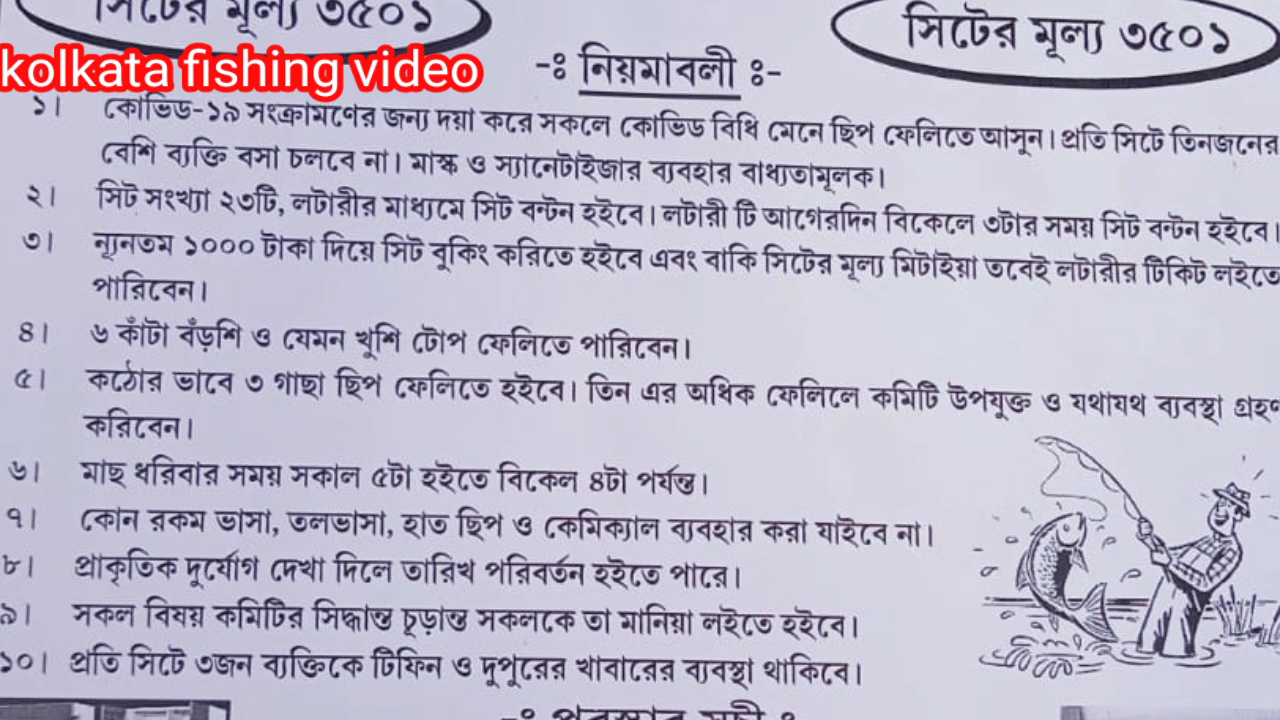 সিটের মূল্য ৩৫০১
সিটের মূল্য ৩৫০১
kolkata fishing video
-ঃ নিয়মাবলী ঃ-
১। কোভিড-১৯ সংক্রামণের জন্য দয়া করে সকলে কোভিড বিধি মেনে ছিপ ফেলিতে আসুন। প্রতি সিটে তিনজনের
বেশি ব্যক্তি বসা চলবে না। মাস্ক ও স্যানেটাইজার ব্যবহার বাধ্যতামূলক।
২। সিট সংখ্যা ২৩টি, লটারীর মাধ্যমে সিট বন্টন হইবে। লটারী টি আগেরদিন বিকেলে ৩টার সময় সিট বন্টন হইবে।
৩। ন্যূনতম ১০০০ টাকা দিয়ে সিট বুকিং করিতে হইবে এবং বাকি সিটের মূল্য মিটাইয়া তবেই লটারীর টিকিট লইতে
পারিবেন।
৪। ৬ কাঁটা বঁড়শি ও যেমন খুশি টোপ ফেলিতে পারিবেন।
৫। কঠোর ভাবে ৩ গাছা ছিপ ফেলিতে হইবে। তিন এর অধিক ফেলিলে কমিটি উপযুক্ত ও যথাযথ ব্যবস্থা গ্রহণ
করিবেন।
৬। মাছ ধরিবার সময় সকাল ৫টা হইতে বিকেল ৪টা পর্যন্ত।
৭। কোন রকম ভাসা, তলভাসা, হাত ছিপ ও কেমিক্যাল ব্যবহার করা যাইবে না।
৮। প্রাকৃতিক দুর্যোগ দেখা দিলে তারিখ পরিবর্তন হইতে পারে।
৯। সকল বিষয় কমিটির সিদ্ধান্ত চূড়ান্ত সকলকে তা মানিয়া লইতে হইবে।
১০। প্রতি সিটে ৩জন ব্যক্তিকে টিফিন ও দুপুরের খাবারের ব্যবস্থা থাকিবে।